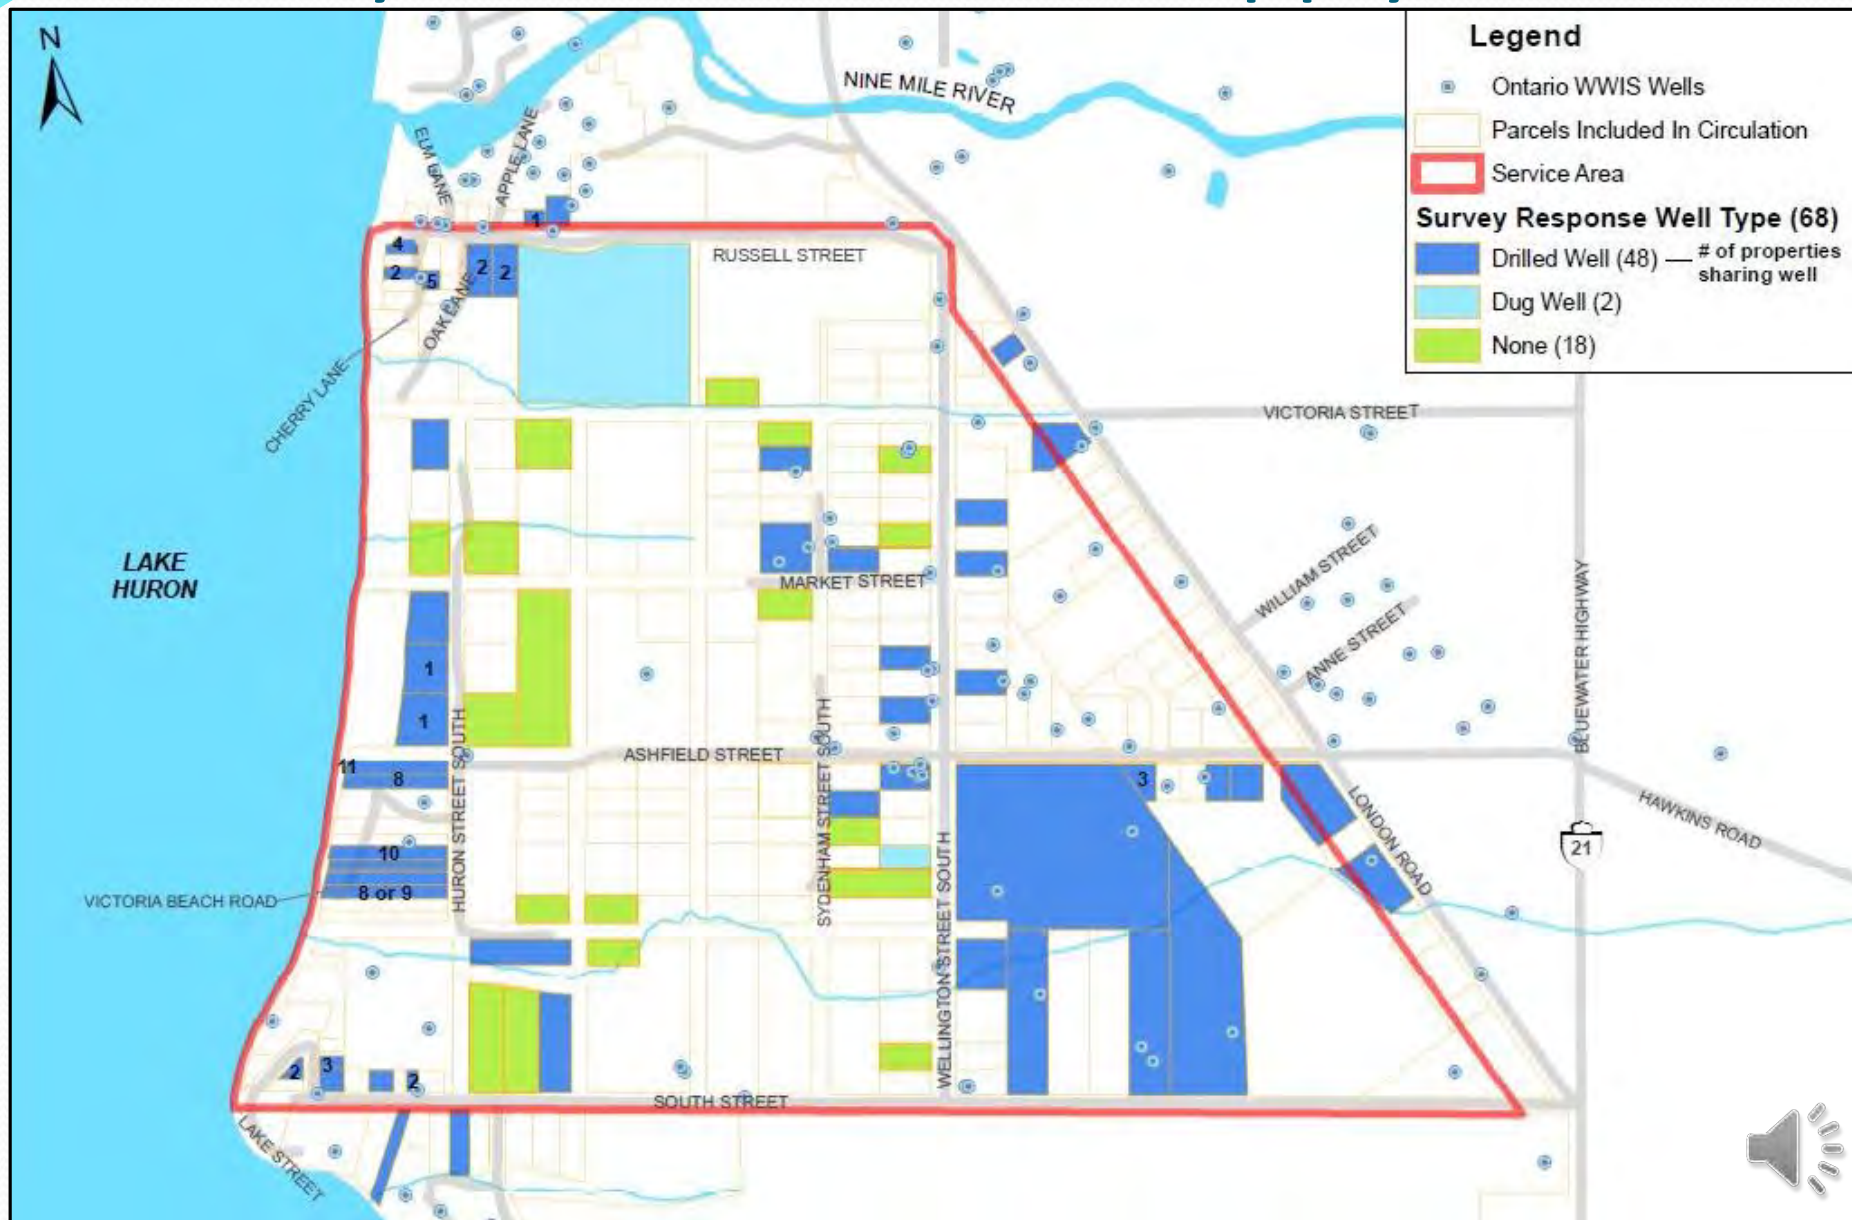 N
NINE MILE RIVER
Legend
Ontario WWIS Wells
Parcels Included In Circulation
Service Area
Survey Response Well Type (68)
Drilled Well (48) — # of properties
sharing well
Dug Well (2)
None (18)
ELM LANE
APPLE LANE
1
4
2
5
2
2
OAK LANE
CHERRY LANE
RUSSELL STREET
VICTORIA STREET
LAKE
HURON
MARKET STREET
WILLIAM STREET
ANNE STREET
BLUEWATER HIGHWAY
1
1
HURON STREET SOUTH
SYDENHAM STREET SOUTH
ASHFIELD STREET
11
8
3
LONDON ROAD
HAWKINS ROAD
21
10
8 or 9
VICTORIA BEACH ROAD
WELLINGTON STREET SOUTH
2
3
2
SOUTH STREET
LAKE STREET